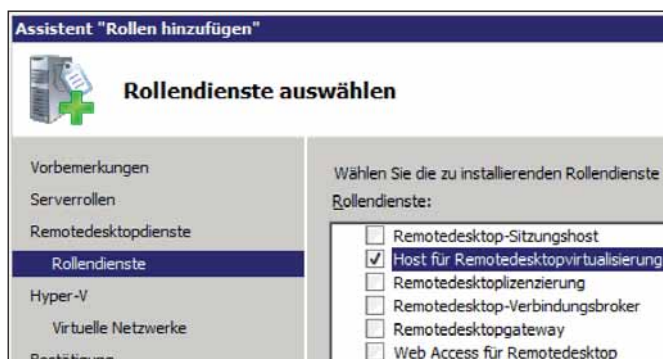 Assistent "Rollen hinzufügen"
Rollendienste auswählen
Vorbemerkungen
Serverrollen
Remotedesktopdienste
Rollendienste
Hyper-V
Virtuelle Netzwerke
Bestätigung
Wählen Sie die zu installierenden Rollendienste
Rollendienste:
Remotedesktop-Sitzungshost
Host für Remotedesktopvirtualisierung
Remotedesktoplizenzierung
Remotedesktop-Verbindungsbroker
Remotedesktopgateway
Web Access für Remotedesktop